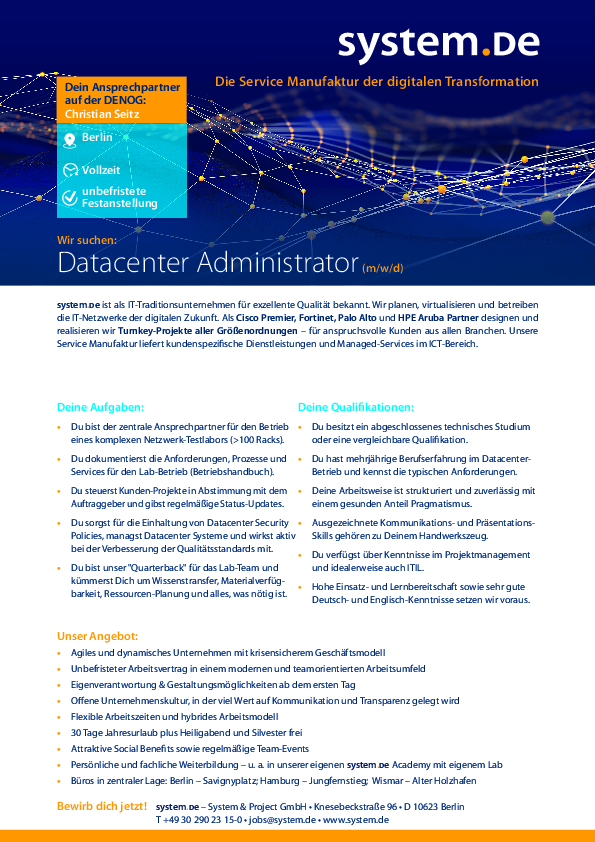 system.DE
Die Service Manufaktur der digitalen Transformation
Dein Ansprechpartner
auf der DENOG:
Christian Seitz
Berlin
Vollzeit
unbefristete
Festanstellung
Wir suchen:
Datacenter Administrator (m/w/d)
system.DE ist als IT-Traditionsunternehmen für exzellente Qualität bekannt. Wir planen, virtualisieren und betreiben
die IT-Netzwerke der digitalen Zukunft. Als Cisco Premier, Fortinet, Palo Alto und HPE Aruba Partner designen und
realisieren wir Turnkey-Projekte aller Größenordnungen – für anspruchsvolle Kunden aus allen Branchen. Unsere
Service Manufaktur liefert kundenspezifische Dienstleistungen und Managed-Services im ICT-Bereich.
Deine Aufgaben:
• Du bist der zentrale Ansprechpartner für den Betrieb
eines komplexen Netzwerk-Testlabors (>100 Racks).
• Du dokumentierst die Anforderungen, Prozesse und
Services für den Lab-Betrieb (Betriebshandbuch).
• Du steuerst Kunden-Projekte in Abstimmung mit dem
Auftraggeber und gibst regelmäßige Status-Updates.
• Du sorgst für die Einhaltung von Datacenter Security
Policies, managst Datacenter Systeme und wirkst aktiv
bei der Verbesserung der Qualitätsstandards mit.
• Du bist unser "Quarterback" für das Lab-Team und
kümmerst Dich um Wissenstransfer, Materialverfüg-
barkeit, Ressourcen-Planung und alles, was nötig ist.
Deine Qualifikationen:
• Du besitzt ein abgeschlossenes technisches Studium
oder eine vergleichbare Qualifikation.
• Du hast mehrjährige Berufserfahrung im Datacenter-
Betrieb und kennst die typischen Anforderungen.
• Deine Arbeitsweise ist strukturiert und zuverlässig mit
einem gesunden Anteil Pragmatismus.
• Ausgezeichnete Kommunikations- und Präsentations-
Skills gehören zu Deinem Handwerkszeug.
• Du verfügst über Kenntnisse im Projektmanagement
und idealerweise auch ITIL.
• Hohe Einsatz- und Lernbereitschaft sowie sehr gute
Deutsch- und Englisch-Kenntnisse setzen wir voraus.
Unser Angebot:
• Agiles und dynamisches Unternehmen mit krisensicherem Geschäftsmodell
• Unbefristeter Arbeitsvertrag in einem modernen und teamorientierten Arbeitsumfeld
• Eigenverantwortung & Gestaltungsmöglichkeiten ab dem ersten Tag
• Offene Unternehmenskultur, in der viel Wert auf Kommunikation und Transparenz gelegt wird
• Flexible Arbeitszeiten und hybrides Arbeitsmodell
• 30 Tage Jahresurlaub plus Heiligabend und Silvester frei
• Attraktive Social Benefits sowie regelmäßige Team-Events
• Persönliche und fachliche Weiterbildung – u. a. in unserer eigenen system.DE Academy mit eigenem Lab
• Büros in zentraler Lage: Berlin – Savignyplatz; Hamburg – Jungfernstieg; Wismar – Alter Holzhafen
Bewirb dich jetzt! system.DE – System & Project GmbH • Knesebeckstraße 96 • D 10623 Berlin
T +49 30 290 23 15-0 • jobs@system.de • www.system.de